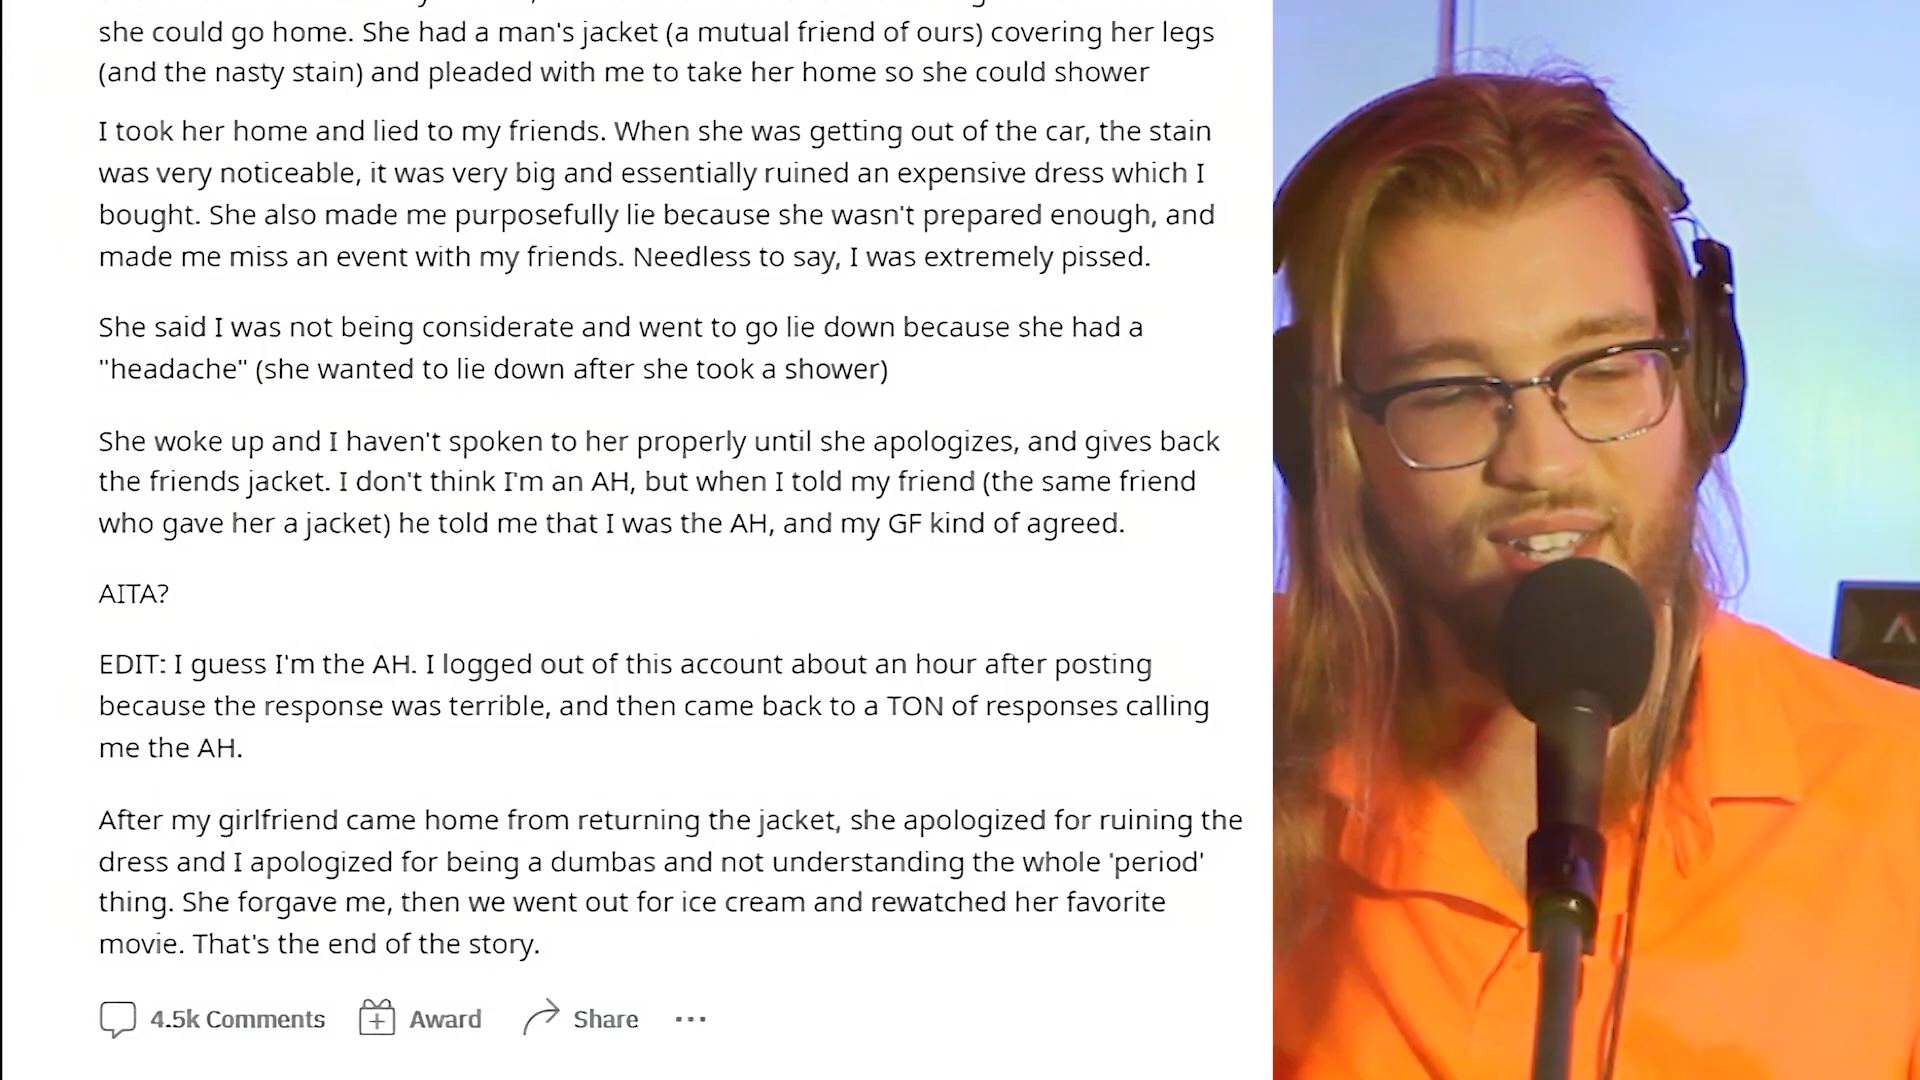 she could go home. She had a man's jacket (a mutual friend of ours) covering her legs
(and the nasty stain) and pleaded with me to take her home so she could shower
I took her home and lied to my friends. When she was getting out of the car, the stain
was very noticeable, it was very big and essentially ruined an expensive dress which I
bought. She also made me purposefully lie because she wasn't prepared enough, and
made me miss an event with my friends. Needless to say, I was extremely pissed.
She said I was not being considerate and went to go lie down because she had a
"headache" (she wanted to lie down after she took a shower)
She woke up and I haven't spoken to her properly until she apologizes, and gives back
the friends jacket. I don't think I'm an AH, but when I told my friend (the same friend
who gave her a jacket) he told me that I was the AH, and my GF kind of agreed.
AITA?
EDIT: I guess I'm the AH. I logged out of this account about an hour after posting
because the response was terrible, and then came back to a TON of responses calling
me the AH.
After my girlfriend came home from returning the jacket, she apologized for ruining the
dress and I apologized for being a dumbas and not understanding the whole 'period'
thing. She forgave me, then we went out for ice cream and rewatched her favorite
movie. That's the end of the story.
4.5k Comments Award Share